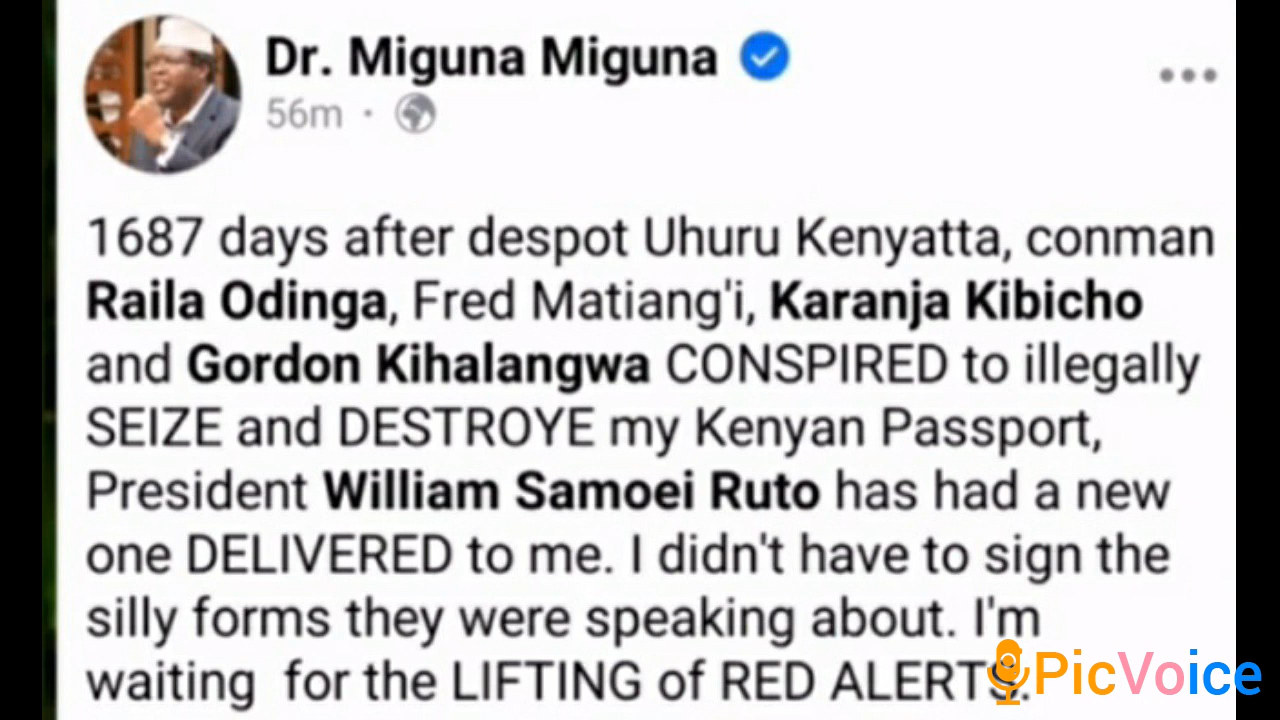 Dr. Miguna Miguna
56m ·
1687 days after despot Uhuru Kenyatta, conman
Raila Odinga, Fred Matiang'i, Karanja Kibicho
and Gordon Kihalangwa CONSPIRED to illegally
SEIZE and DESTROYE my Kenyan Passport,
President William Samoei Ruto has had a new
one DELIVERED to me. I didn't have to sign the
silly forms they were speaking about. I'm
waiting for the LIFTING of RED ALERTS.
PicVoice